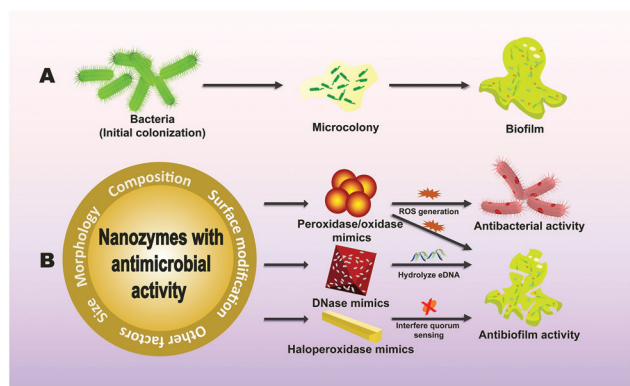 A
Bacteria
(Initial colonization)
Microcolony
Biofilm
B
Size Morphology Composition Surface modification
Other factors
Nanozymes with
antimicrobial
activity
Peroxidase/oxidase
mimics
ROS generation
Antibacterial activity
DNase mimics
Hydrolyze eDNA
Haloperoxidase mimics
Interfere quorum
sensing
Antibiofilm activity